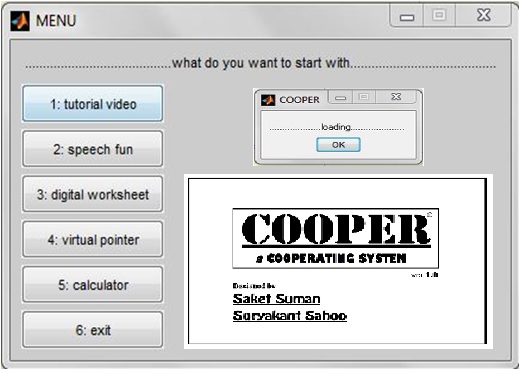 MENU
..............................what do you want to start with..............................
1: tutorial video
2: speech fun
3: digital worksheet
4: virtual pointer
5: calculator
6: exit
COOPER
....................loading....................
OK
COOPER©
a COOPERATING SYSTEM
ver 1.0
Designed by
Saket Suman
Suryakant Sahoo